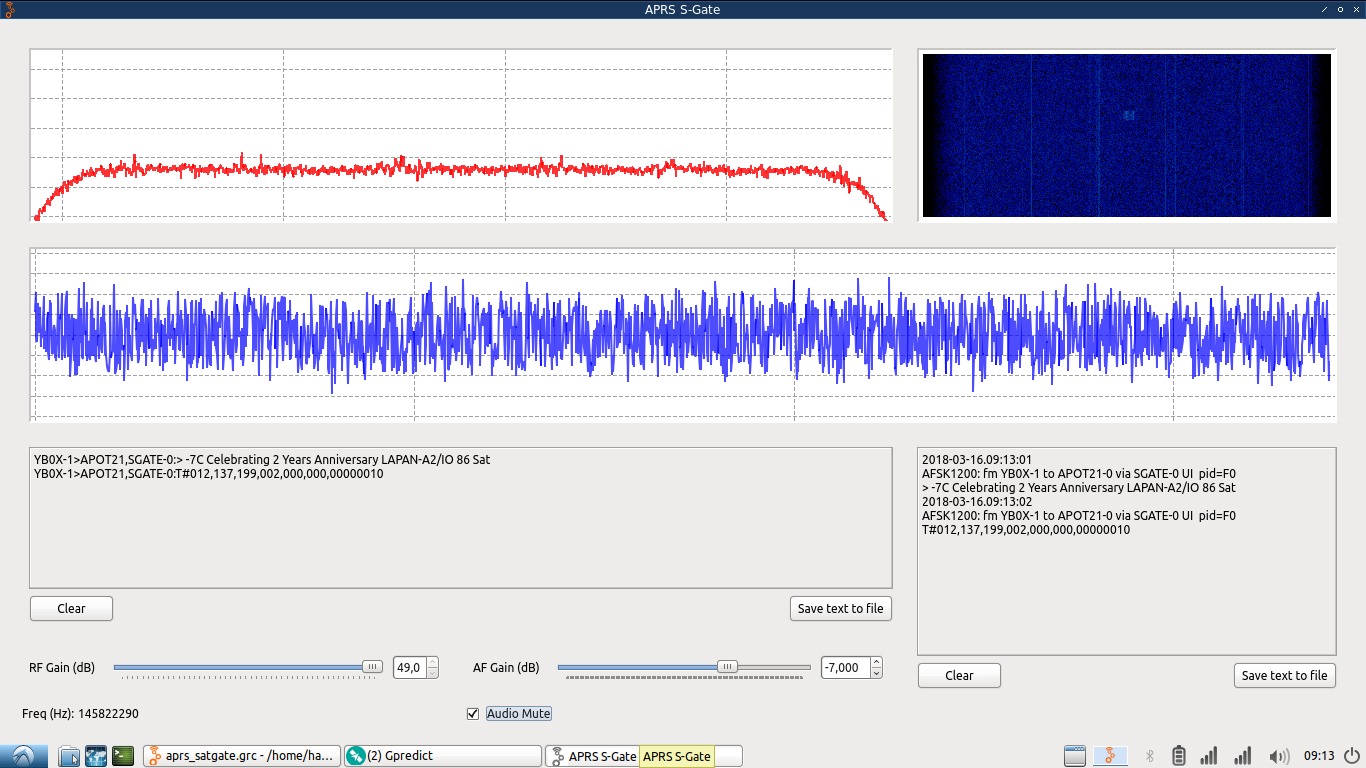 APRS S-Gate
YB0X-1>APOT21,SGATE-0:> -7C Celebrating 2 Years Anniversary LAPAN-A2/IO 86 Sat
YB0X-1>APOT21,SGATE-0:T#012,137,199,002,000,000,00000010
Clear
Save text to file
2018-03-16.09:13:01
AFSK1200: fm YB0X-1 to APOT21-0 via SGATE-0 UI  pid=F0
> -7C Celebrating 2 Years Anniversary LAPAN-A2/IO 86 Sat
2018-03-16.09:13:02
AFSK1200: fm YB0X-1 to APOT21-0 via SGATE-0 UI  pid=F0
T#012,137,199,002,000,000,00000010
Clear
Save text to file
RF Gain (dB)
49,0
AF Gain (dB)
-7,000
Freq (Hz): 145822290
Audio Mute
aprs_satgate.grc - /home/ha...
(2) Gpredict
APRS S-Gate
APRS S-Gate
09:13